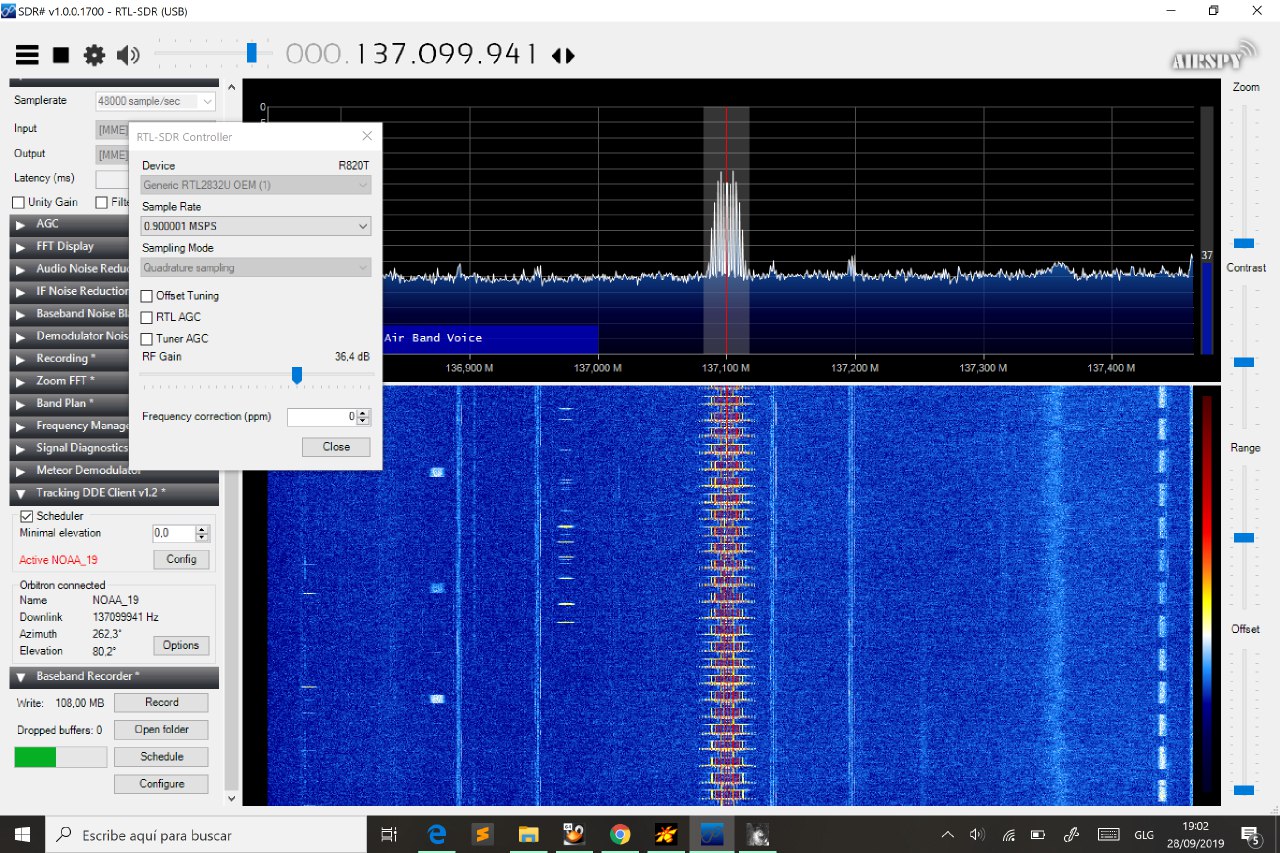 SDR# v1.0.0.1700 - RTL-SDR (USB)
000.137.099.941
AIRSPY
Samplerate 48000 sample/sec
Input [MME]
Output [MME]
Latency (ms)
Unity Gain Filte
AGC
FFT Display
Audio Noise Reduc
IF Noise Reduction
Baseband Noise Bla
Demodulator Nois
Recording *
Zoom FFT *
Band Plan *
Frequency Manag
Signal Diagnostics
Meteor Demodulator
Tracking DDE Client v1.2 *
Scheduler
Minimal elevation 0,0
Active NOAA_19 Config
Orbitron connected
Name NOAA_19
Downlink 137099941 Hz
Azimuth 262,3°
Elevation 80,2° Options
Baseband Recorder *
Write: 108,00 MB Record
Dropped buffers: 0 Open folder
Schedule
Configure
RTL-SDR Controller
Device R820T
Generic RTL2832U OEM (1)
Sample Rate
0.900001 MSPS
Sampling Mode
Quadrature sampling
Offset Tuning
RTL AGC
Tuner AGC
RF Gain 36,4 dB
Frequency correction (ppm) 0
Close
0
37
Air Band Voice
136,900 M 137,000 M 137,100 M 137,200 M 137,300 M 137,400 M
Zoom
Contrast
Range
Offset
Escribe aquí para buscar
GLG
19:02
28/09/2019
5